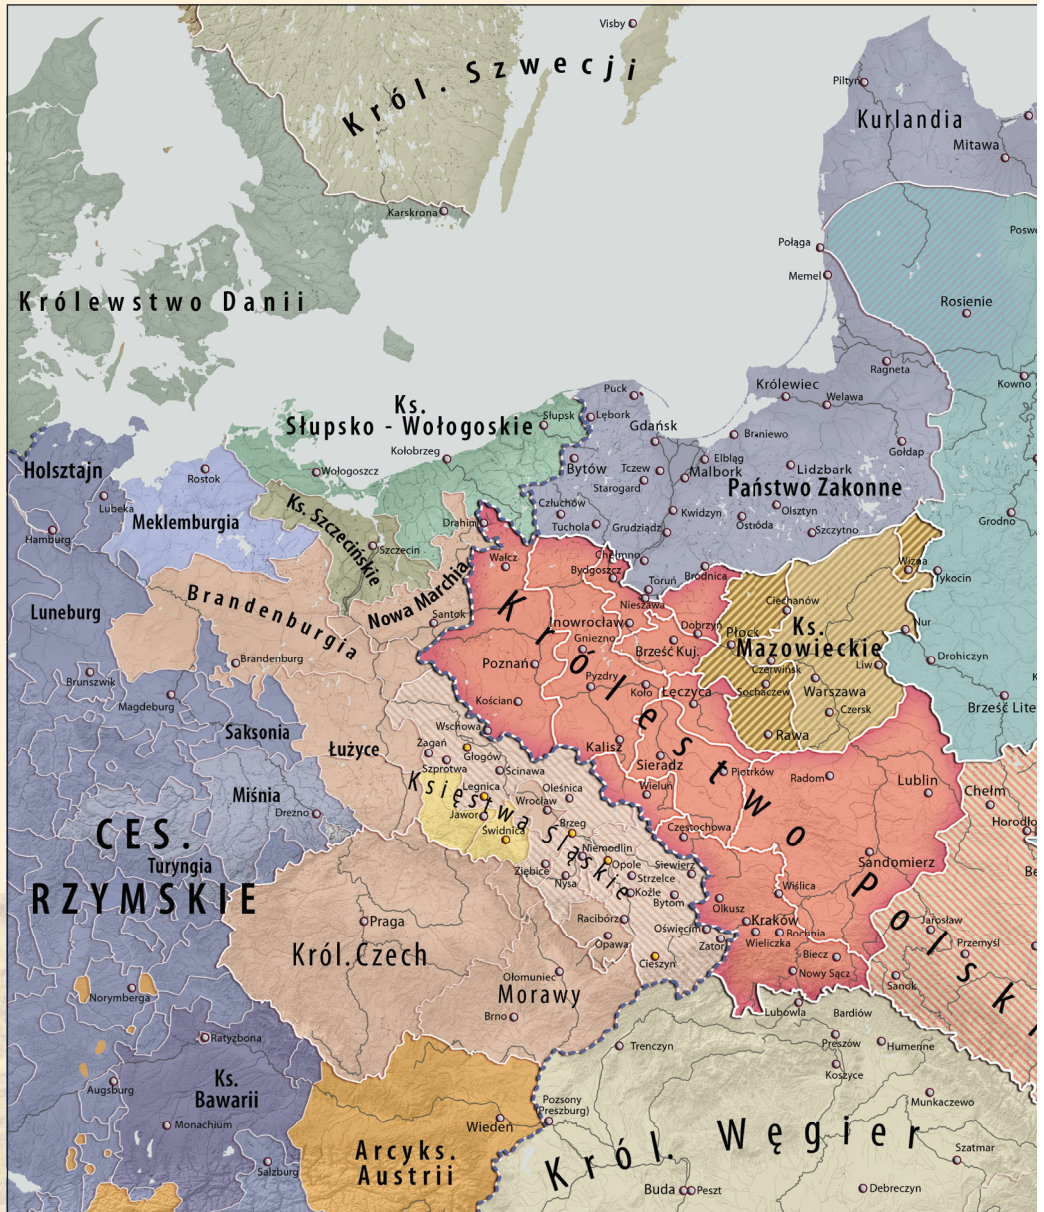 Visby
Król. Szwecji
Piltyń
Kurlandia
Mitawa
Karskrona
Połąga
Memel
Rosienie
Królewstwo Danii
Ragneta
Kowno
Puck
Królewiec
Welawa
Ks.
Słupsko - Wołogoskie
Słupsk
Lębork
Gdańsk
Braniewo
Gołdap
Holsztajn
Kołobrzeg
Bytów
Elbląg
Tczew
Malbork
Lidzbark
Rostok
Wołogoszcz
Starogard
Państwo Zakonne
Lubeka
Ks. Szczecińskie
Człuchów
Kwidzyn
Olsztyn
Grodno
Meklemburgia
Drahim
Tuchola
Grudziądz
Ostóda
Szczytno
Hamburg
Szczecin
Wałcz
Chełmno
Bydgoszcz
Wizna
Brodnica
Tykocin
Toruń
Nowa Marchia
Brandenburgia
Nieszawa
Ciechanów
Luneburg
Santok
Inowrocław
Dobrzyń
Płock
Ks.
Mazowieckie
Nur
Gniezno
Brześć Kuj.
Brandenburg
Poznań
Czerwińsk
Liw
Drohiczyn
Brunszwik
Pyzdry
Koło
Łęczyca
Sochaczew
Warszawa
Magdeburg
Kościan
Czersk
Brześć Lite
Saksonia
Wschowa
Rawa
Łużyce
Żagań
Głogów
Kalisz
Sieradz
Szprotwa
Ścinawa
Piotrków
Radom
Lublin
Królestwo Polski
Miśnia
Legnica
Oleśnica
Wieluń
Chełm
Księstwa Śląskie
Wrocław
Drezno
Jawor
Brzeg
Częstochowa
Horodło
CES.
RZYMSKIE
Świdnica
Niemodlin
Turyngia
Ziębice
Opole
Siewierz
Sandomierz
Nysa
Strzelce
Koźle
Bytom
Wiślica
Olkusz
Praga
Racibórz
Kraków
Jarosław
Oświęcim
Bochnia
Wieliczka
Opawa
Zator
Przemyśl
Król.Czech
Cieszyn
Biecz
Ołomuniec
Nowy Sącz
Sanok
Norymberga
Morawy
Lubowla
Brno
Bardiów
Ratyzbona
Trenczyn
Preszów
Humenne
Koszyce
Augsburg
Ks.
Bawarii
Munkaczewo
Monachium
Wiedeń
Pozsony
(Preszburg)
Arcyks.
Austrii
Król. Węgier
Szatmar
Salzburg
Buda
Peszt
Debreczyn